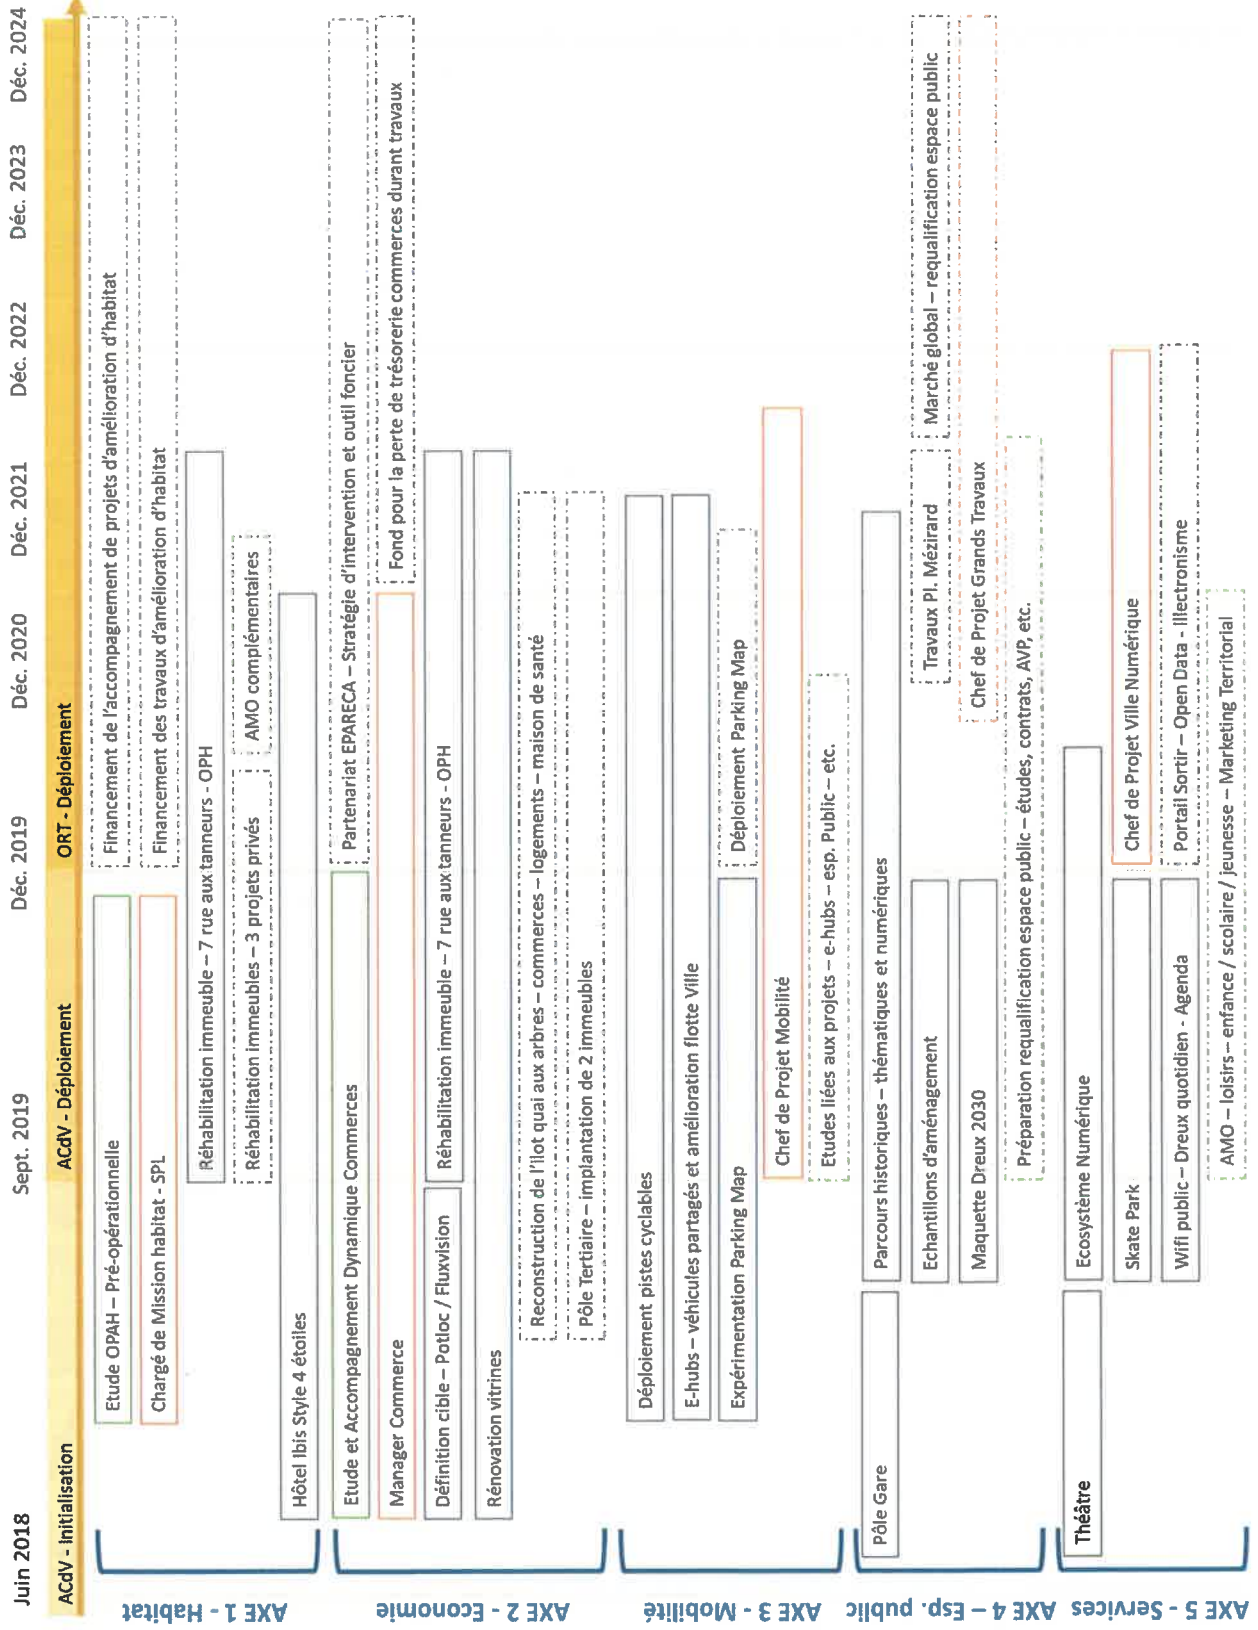 Juin 2018
Sept. 2019
Déc. 2019
Déc. 2020
Déc. 2021
Déc. 2022
Déc. 2023
Déc. 2024
ACdV - Initialisation
ACdV - Déploiement
ORT - Déploiement
AXE 1 - Habitat
Etude OPAH – Pré-opérationnelle
Financement de l'accompagnement de projets d'amélioration d'habitat
Chargé de Mission habitat - SPL
Financement des travaux d'amélioration d'habitat
Réhabilitation immeuble – 7 rue aux tanneurs - OPH
Réhabilitation immeubles – 3 projets privés
AMO complémentaires
Hôtel Ibis Style 4 étoiles
AXE 2 - Economie
Etude et Accompagnement Dynamique Commerces
Partenariat EPARECA – Stratégie d'intervention et outil foncier
Manager Commerce
Fond pour la perte de trésorerie commerces durant travaux
Définition cible – Potloc / Fluxvision
Réhabilitation immeuble – 7 rue aux tanneurs - OPH
Rénovation vitrines
Reconstruction de l'ilot quai aux arbres – commerces – logements – maison de santé
Pôle Tertiaire – implantation de 2 immeubles
AXE 3 - Mobilité
Déploiement pistes cyclables
E-hubs – véhicules partagés et amélioration flotte Ville
Expérimentation Parking Map
Déploiement Parking Map
Chef de Projet Mobilité
Etudes liées aux projets – e-hubs – esp. Public – etc.
AXE 4 – Esp. public
Pôle Gare
Parcours historiques – thématiques et numériques
Echantillons d'aménagement
Travaux Pl. Mézirard
Marché global – requalification espace public
Maquette Dreux 2030
Chef de Projet Grands Travaux
Préparation requalification espace public – études, contrats, AVP, etc.
AXE 5 - Services
Théâtre
Ecosystème Numérique
Skate Park
Chef de Projet Ville Numérique
Wifi public – Dreux quotidien - Agenda
Portail Sortir – Open Data - Illectronisme
AMO – loisirs – enfance / scolaire / jeunesse – Marketing Territorial